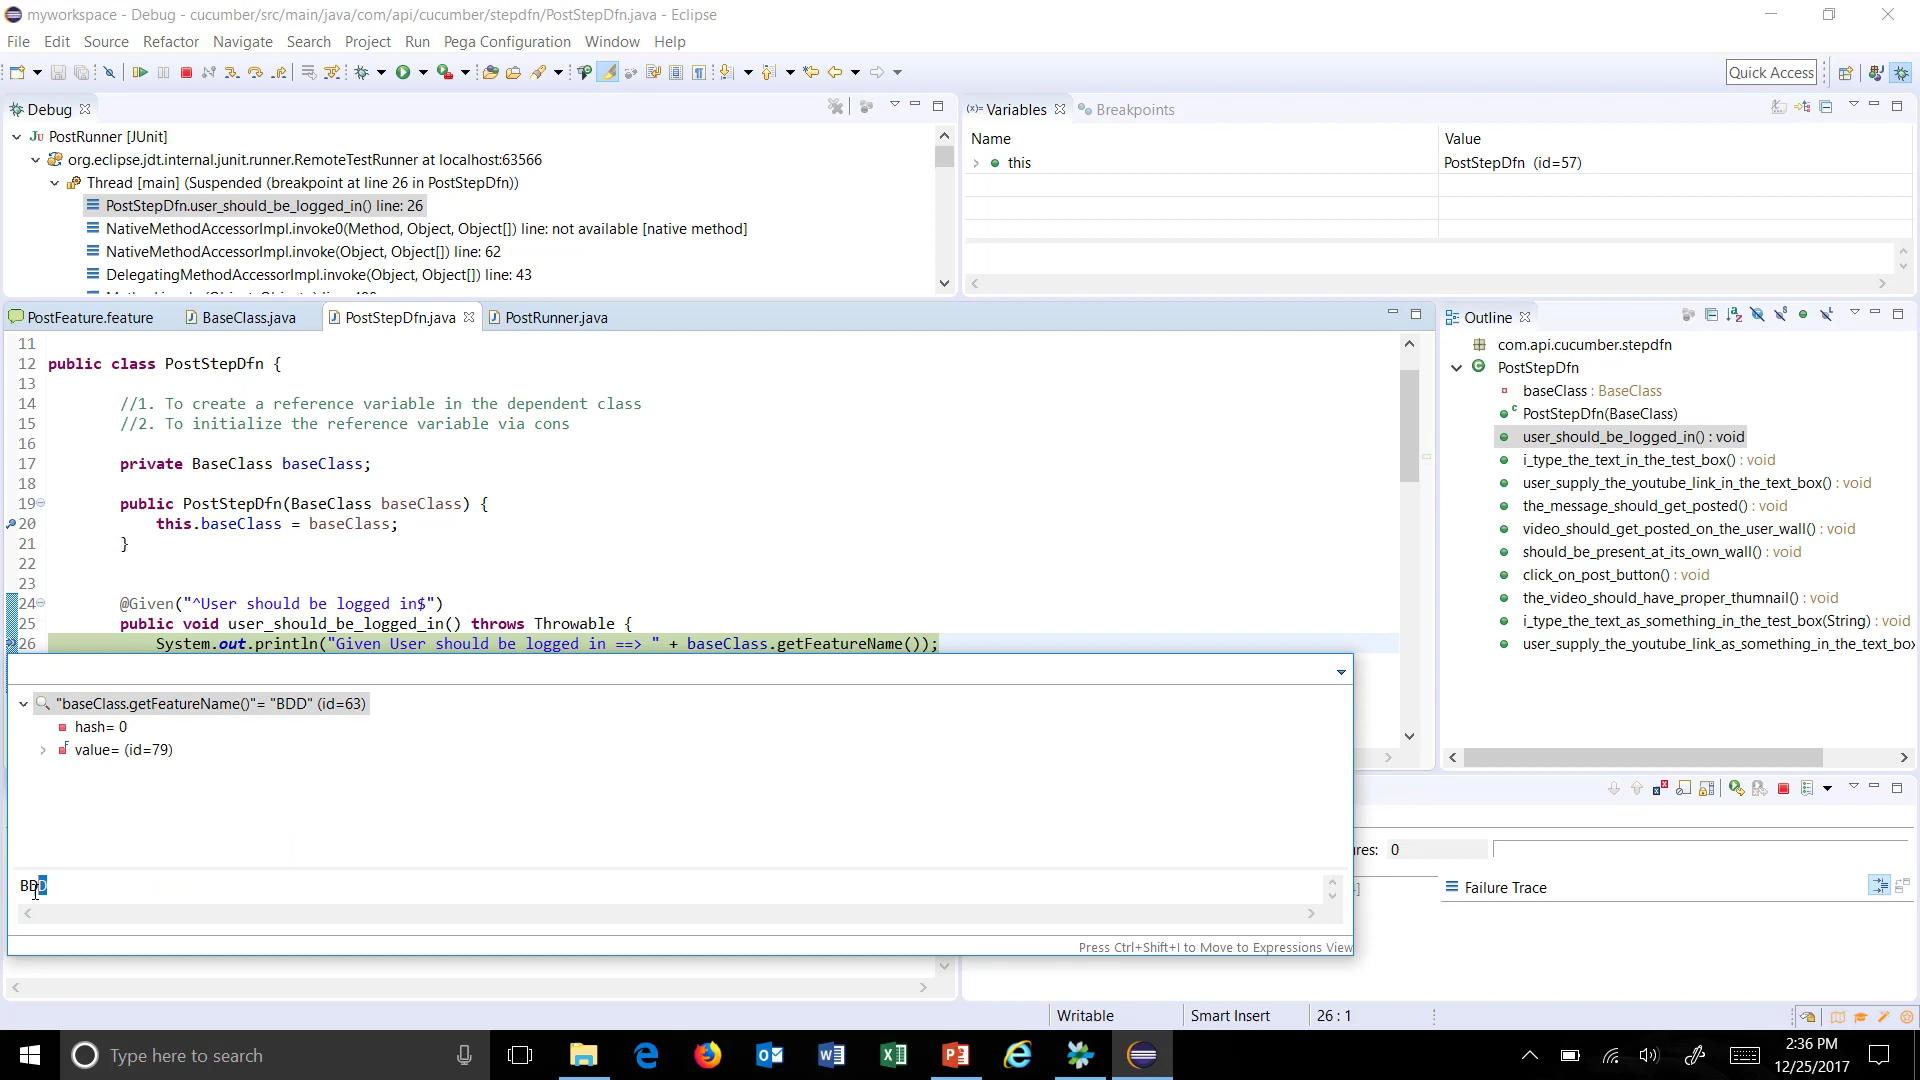 myworkspace - Debug - cucumber/src/main/java/com/api/cucumber/stepdfn/PostStepDfn.java - Eclipse
File Edit Source Refactor Navigate Search Project Run Pega Configuration Window Help
Quick Access
Debug
PostRunner [JUnit]
org.eclipse.jdt.internal.junit.runner.RemoteTestRunner at localhost:63566
Thread [main] (Suspended (breakpoint at line 26 in PostStepDfn))
PostStepDfn.user_should_be_logged_in() line: 26
NativeMethodAccessorImpl.invoke0(Method, Object, Object[]) line: not available [native method]
NativeMethodAccessorImpl.invoke(Object, Object[]) line: 62
DelegatingMethodAccessorImpl.invoke(Object, Object[]) line: 43
Variables Breakpoints
Name Value
this PostStepDfn (id=57)
PostFeature.feature BaseClass.java PostStepDfn.java PostRunner.java
11
12 public class PostStepDfn {
13
14 //1. To create a reference variable in the dependent class
15 //2. To initialize the reference variable via cons
16
17 private BaseClass baseClass;
18
19 public PostStepDfn(BaseClass baseClass) {
20 this.baseClass = baseClass;
21 }
22
23
24 @Given("^User should be logged in$")
25 public void user_should_be_logged_in() throws Throwable {
26 System.out.println("Given User should be logged in ==> " + baseClass.getFeatureName());
"baseClass.getFeatureName()"= "BDD" (id=63)
hash= 0
value= (id=79)
BDD
Press Ctrl+Shift+I to Move to Expressions View
Outline
com.api.cucumber.stepdfn
PostStepDfn
baseClass : BaseClass
PostStepDfn(BaseClass)
user_should_be_logged_in() : void
i_type_the_text_in_the_test_box() : void
user_supply_the_youtube_link_in_the_text_box() : void
the_message_should_get_posted() : void
video_should_get_posted_on_the_user_wall() : void
should_be_present_at_its_own_wall() : void
click_on_post_button() : void
the_video_should_have_proper_thumnail() : void
i_type_the_text_as_something_in_the_test_box(String) : void
user_supply_the_youtube_link_as_something_in_the_text_box
ures: 0
Failure Trace
Writable Smart Insert 26 : 1
Type here to search
2:36 PM
12/25/2017